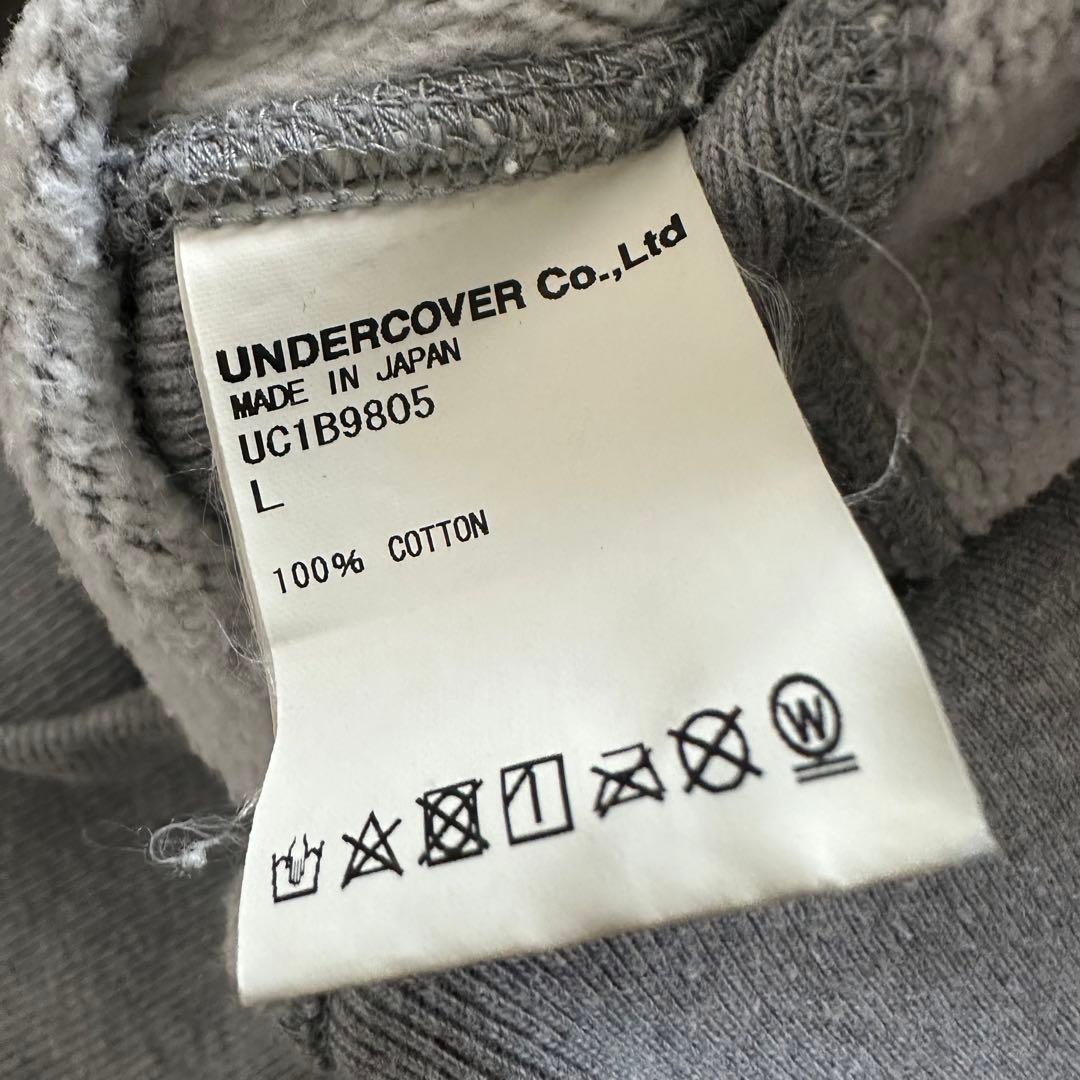 UNDERCOVER Co.,Ltd
MADE IN JAPAN
UC1B9805
L
100% COTTON
W